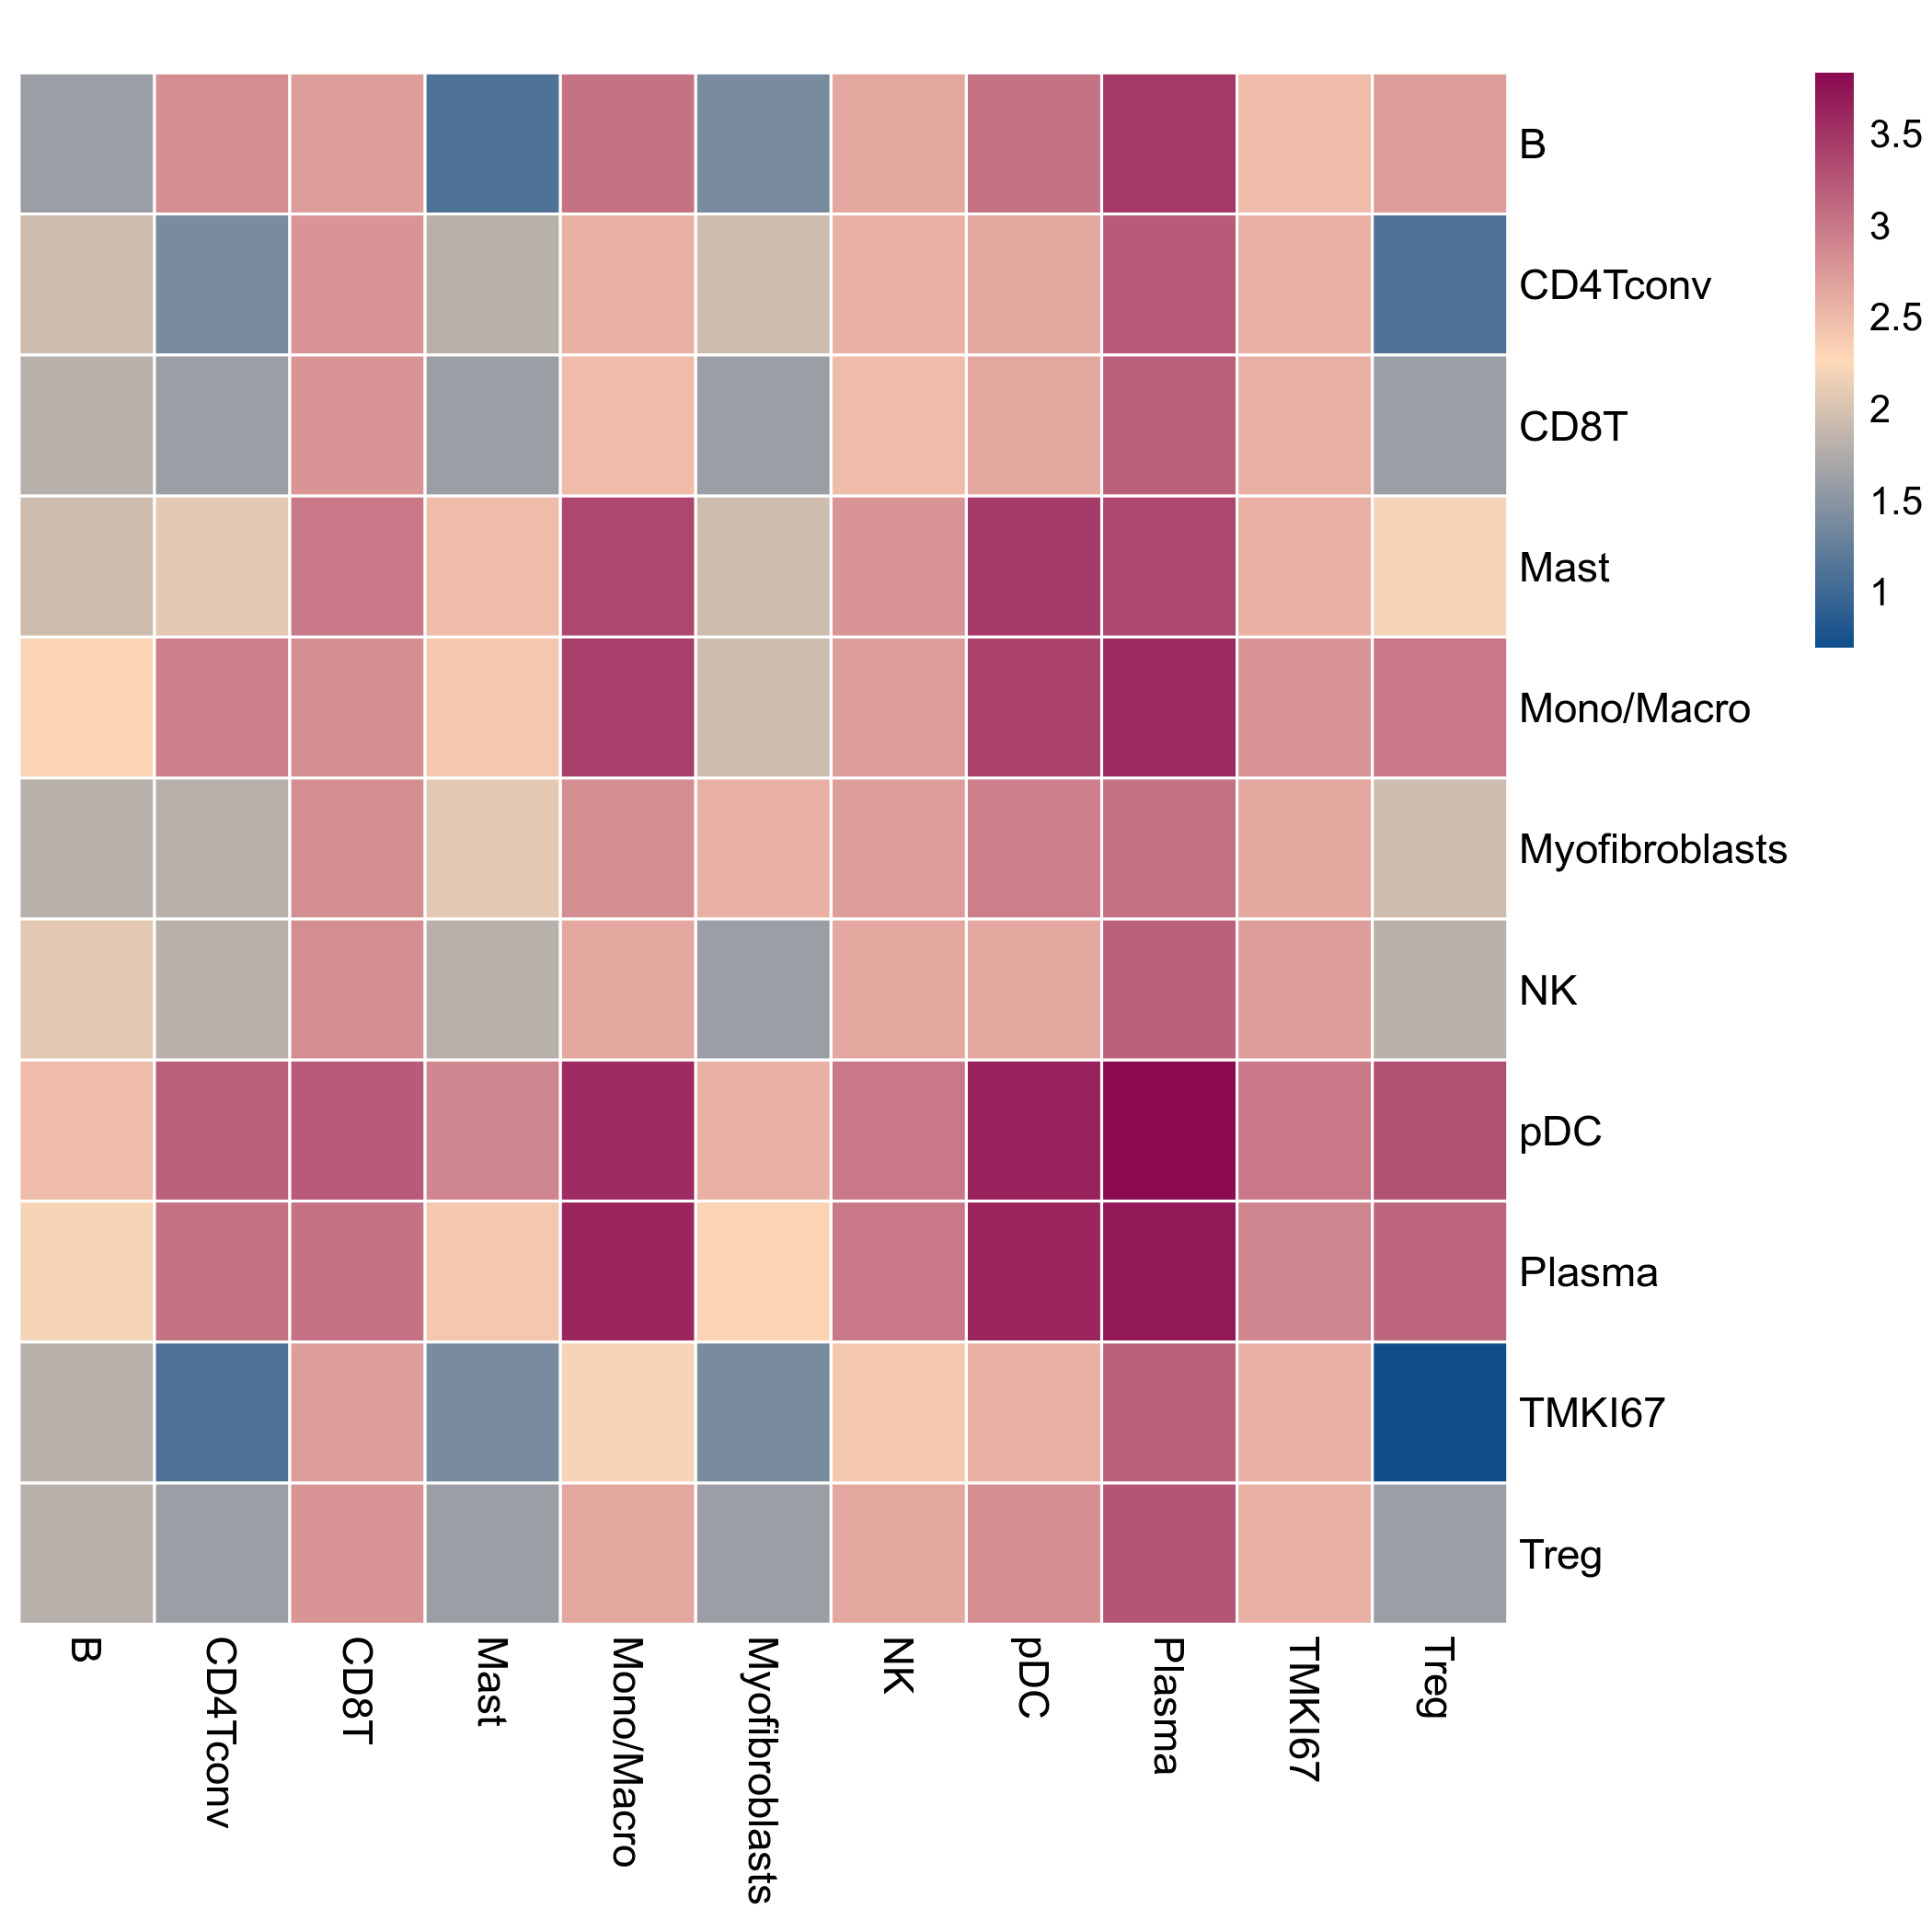 B
CD4Tconv
CD8T
Mast
Mono/Macro
Myofibroblasts
NK
pDC
Plasma
TMKI67
Treg
3.5
3
2.5
2
1.5
1
B
CD4Tconv
CD8T
Mast
Mono/Macro
Myofibroblasts
NK
pDC
Plasma
TMKI67
Treg